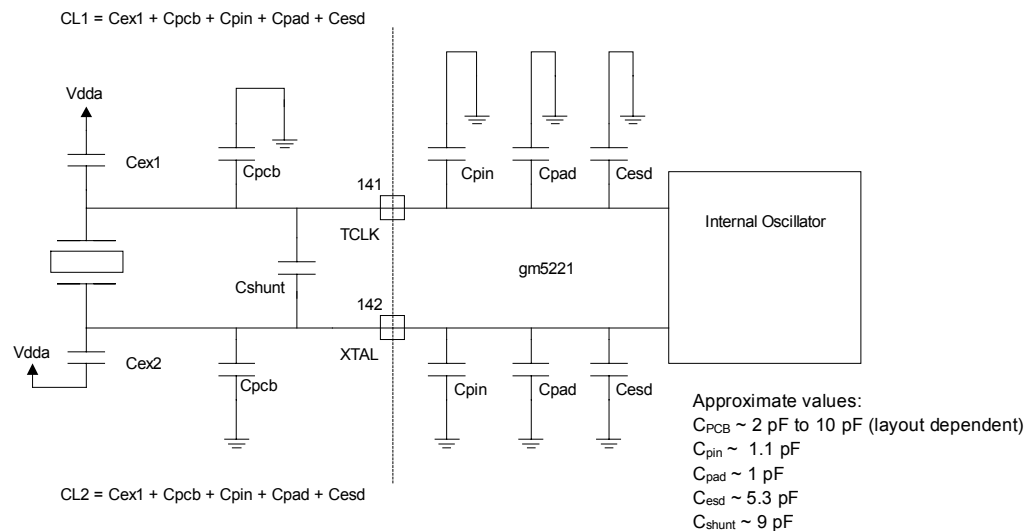 CL1 = Cex1 + Cpcb + Cpin + Cpad + Cesd
Vdda
Cex1
Cpcb
141
TCLK
Cpin
Cpad
Cesd
Internal Oscillator
Cshunt
gm5221
142
XTAL
Vdda
Cex2
Cpcb
Cpin
Cpad
Cesd
Approximate values:
CPCB ~ 2 pF to 10 pF (layout dependent)
Cpin ~ 1.1 pF
Cpad ~ 1 pF
Cesd ~ 5.3 pF
Cshunt ~ 9 pF
CL2 = Cex1 + Cpcb + Cpin + Cpad + Cesd